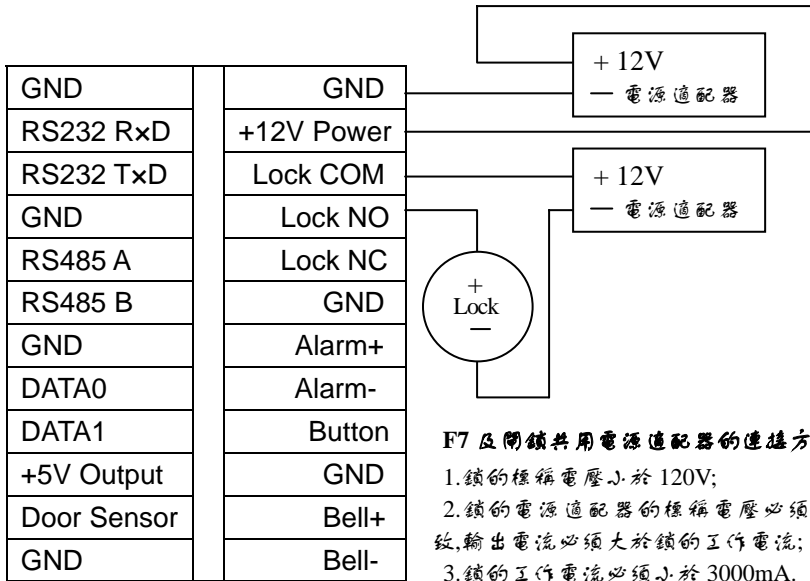 + 12V
— 電源適配器
GND GND
RS232 R×D +12V Power
RS232 T×D Lock COM
+ 12V
— 電源適配器
GND Lock NO
RS485 A Lock NC
RS485 B GND
+
Lock
—
GND Alarm+
DATA0 Alarm-
DATA1 Button
F7 及閉鎖共用電源適配器的連接方
+5V Output GND
1.鎖的標稱電壓小於 120V;
Door Sensor Bell+
2.鎖的電源適配器的標稱電壓必須
致,輸出電流必須大於鎖的工作電流;
GND Bell-
3.鎖的工作電流必須小於 3000mA.